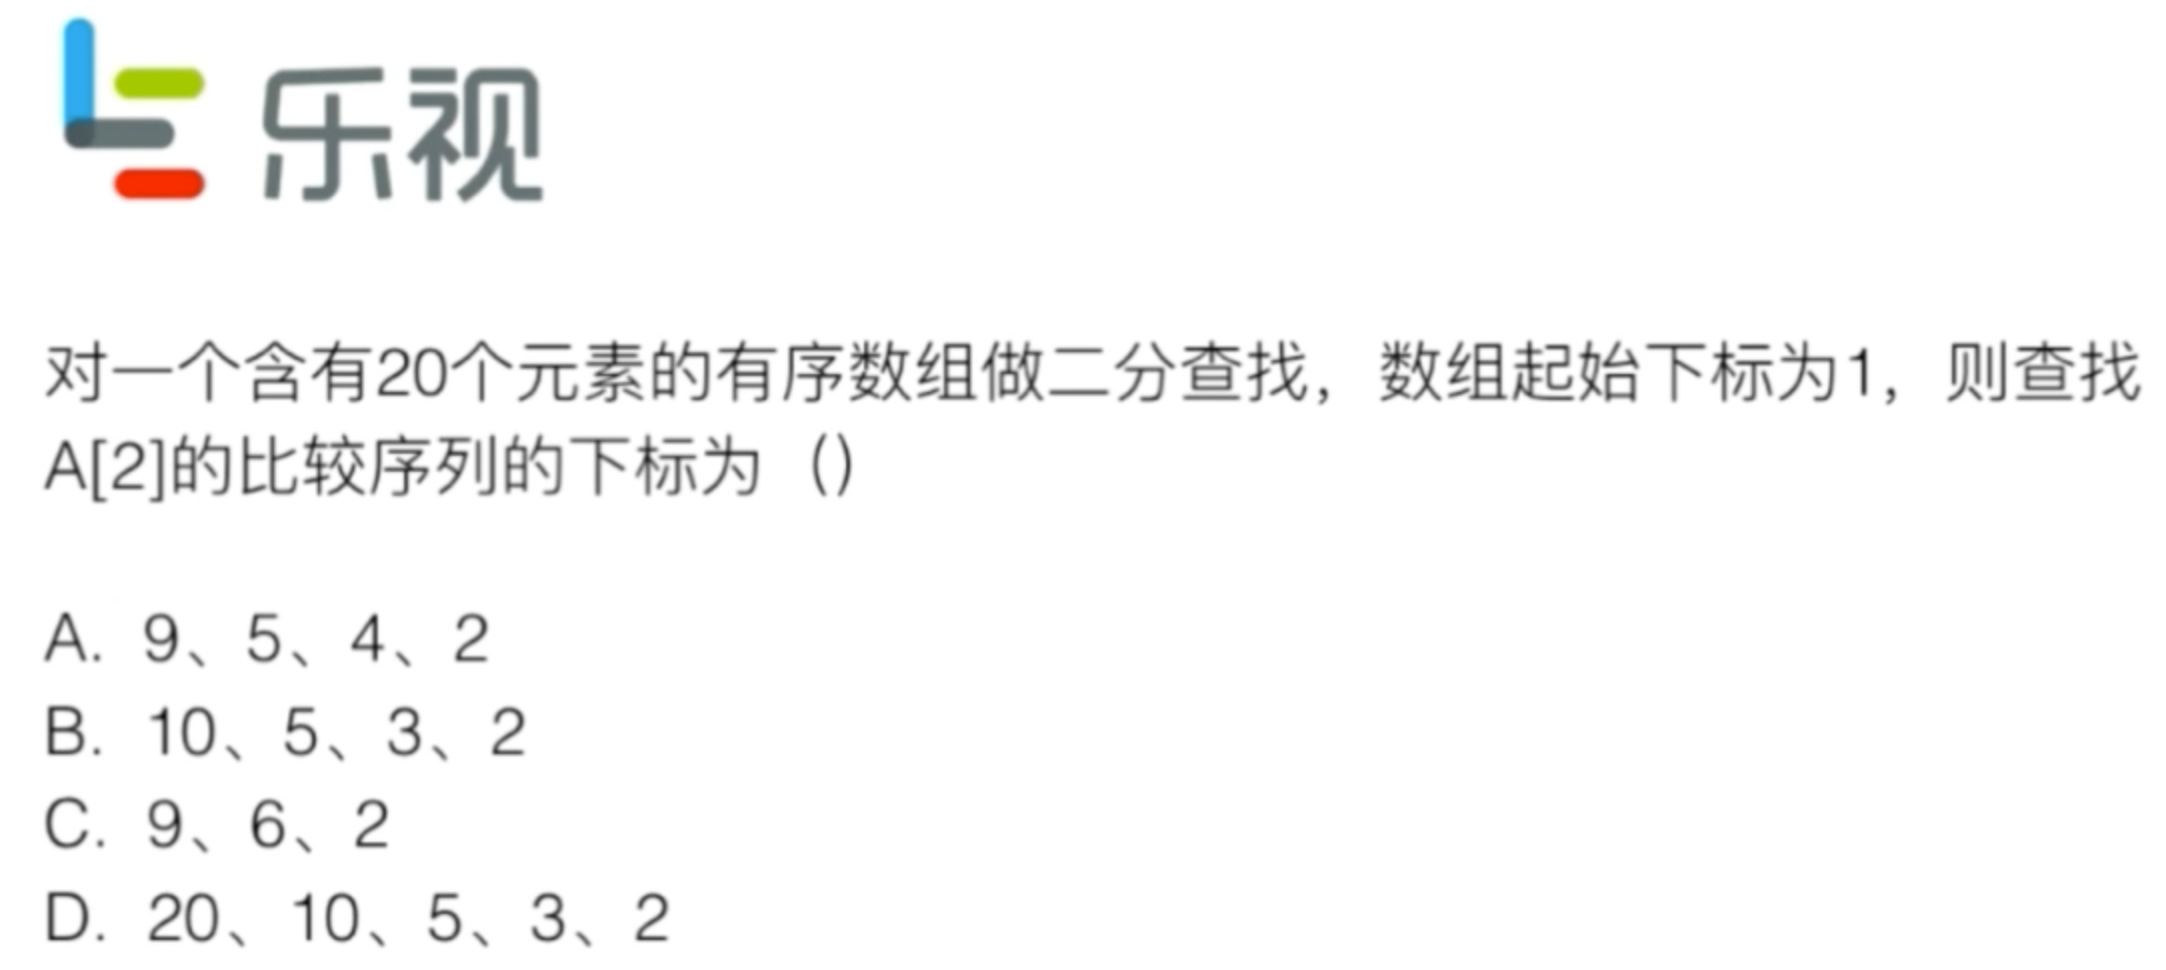 乐视
对一个含有20个元素的有序数组做二分查找，数组起始下标为1，则查找
A[2]的比较序列的下标为（）
A. 9、5、4、2
B. 10、5、3、2
C. 9、6、2
D. 20、10、5、3、2